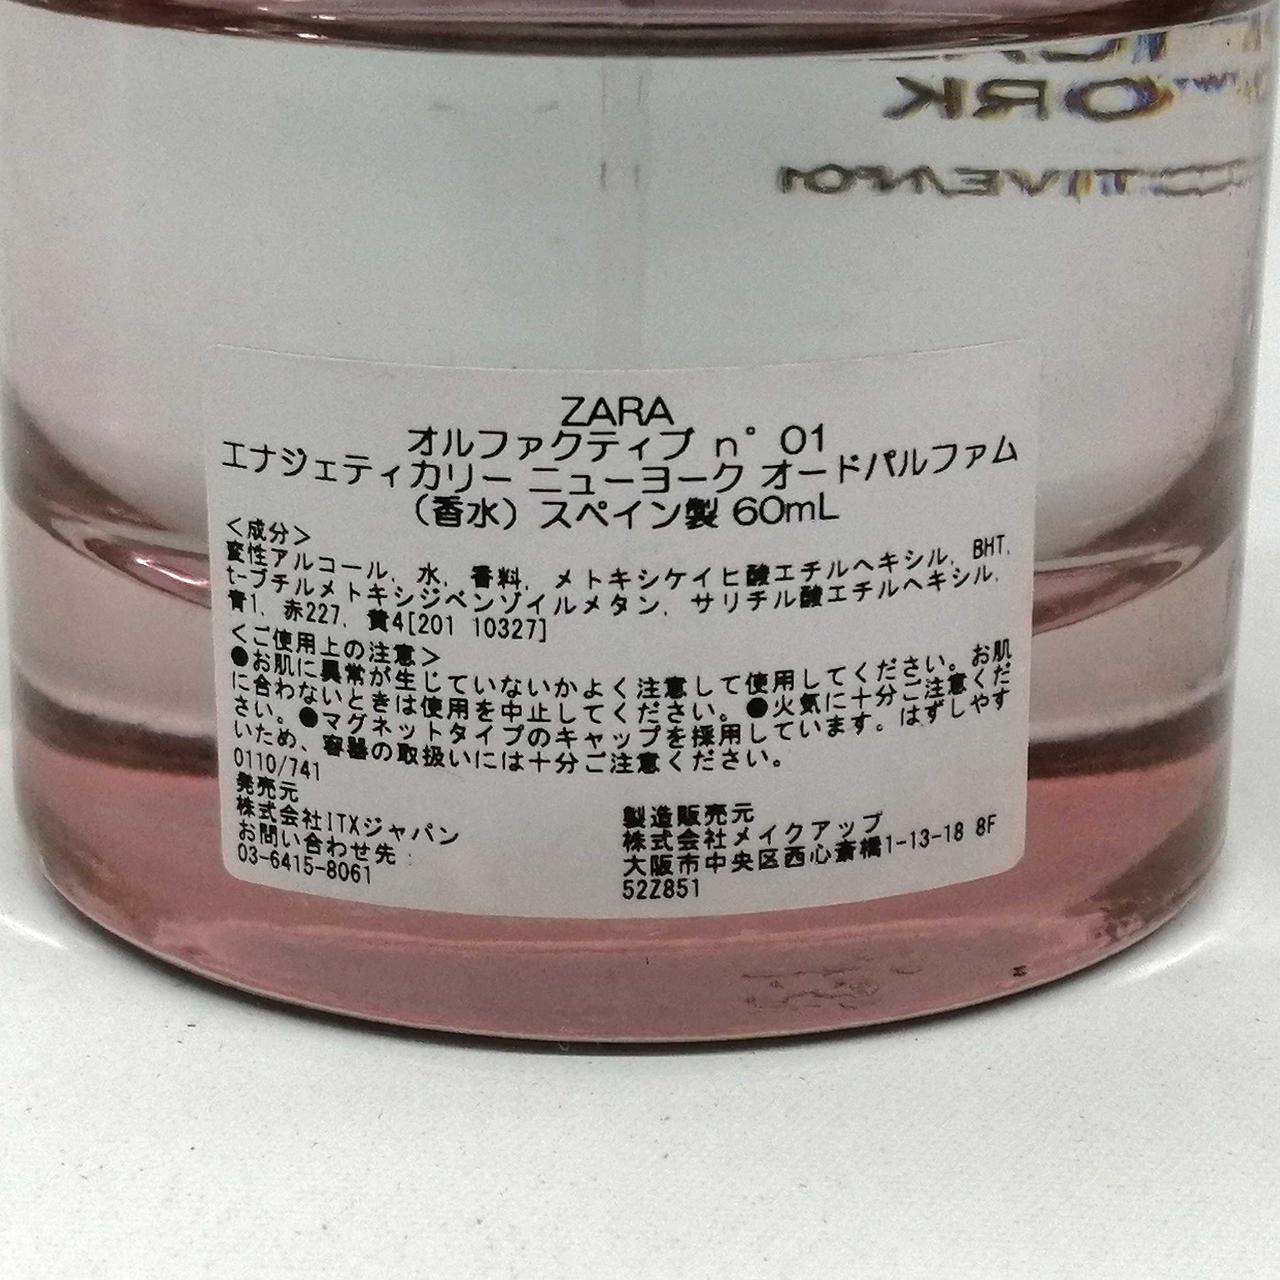 ORK
ZARA
オルファクティブ n°01
エナジェティカリー ニューヨーク オードパルファム
（香水）スペイン製 60mL
＜成分＞
変性アルコール, 水, 香料, メトキシケイヒ酸エチルヘキシル, BHT,
t-ブチルメトキシジベンゾイルメタン, サリチル酸エチルヘキシル,
青1, 赤227, 黄4[201 10327]
＜ご使用上の注意＞
●お肌に異常が生じていないかよく注意して使用してください。お肌
に合わないときは使用を中止してください。●火気に十分ご注意くだ
さい。●マグネットタイプのキャップを採用しています。はずしやす
いため、容器の取扱いには十分ご注意ください。
0110/741
発売元
株式会社ITXジャパン
お問い合わせ先：
03-6415-8061
製造販売元
株式会社メイクアップ
大阪市中央区西心斎橋1-13-18 8F
52Z851